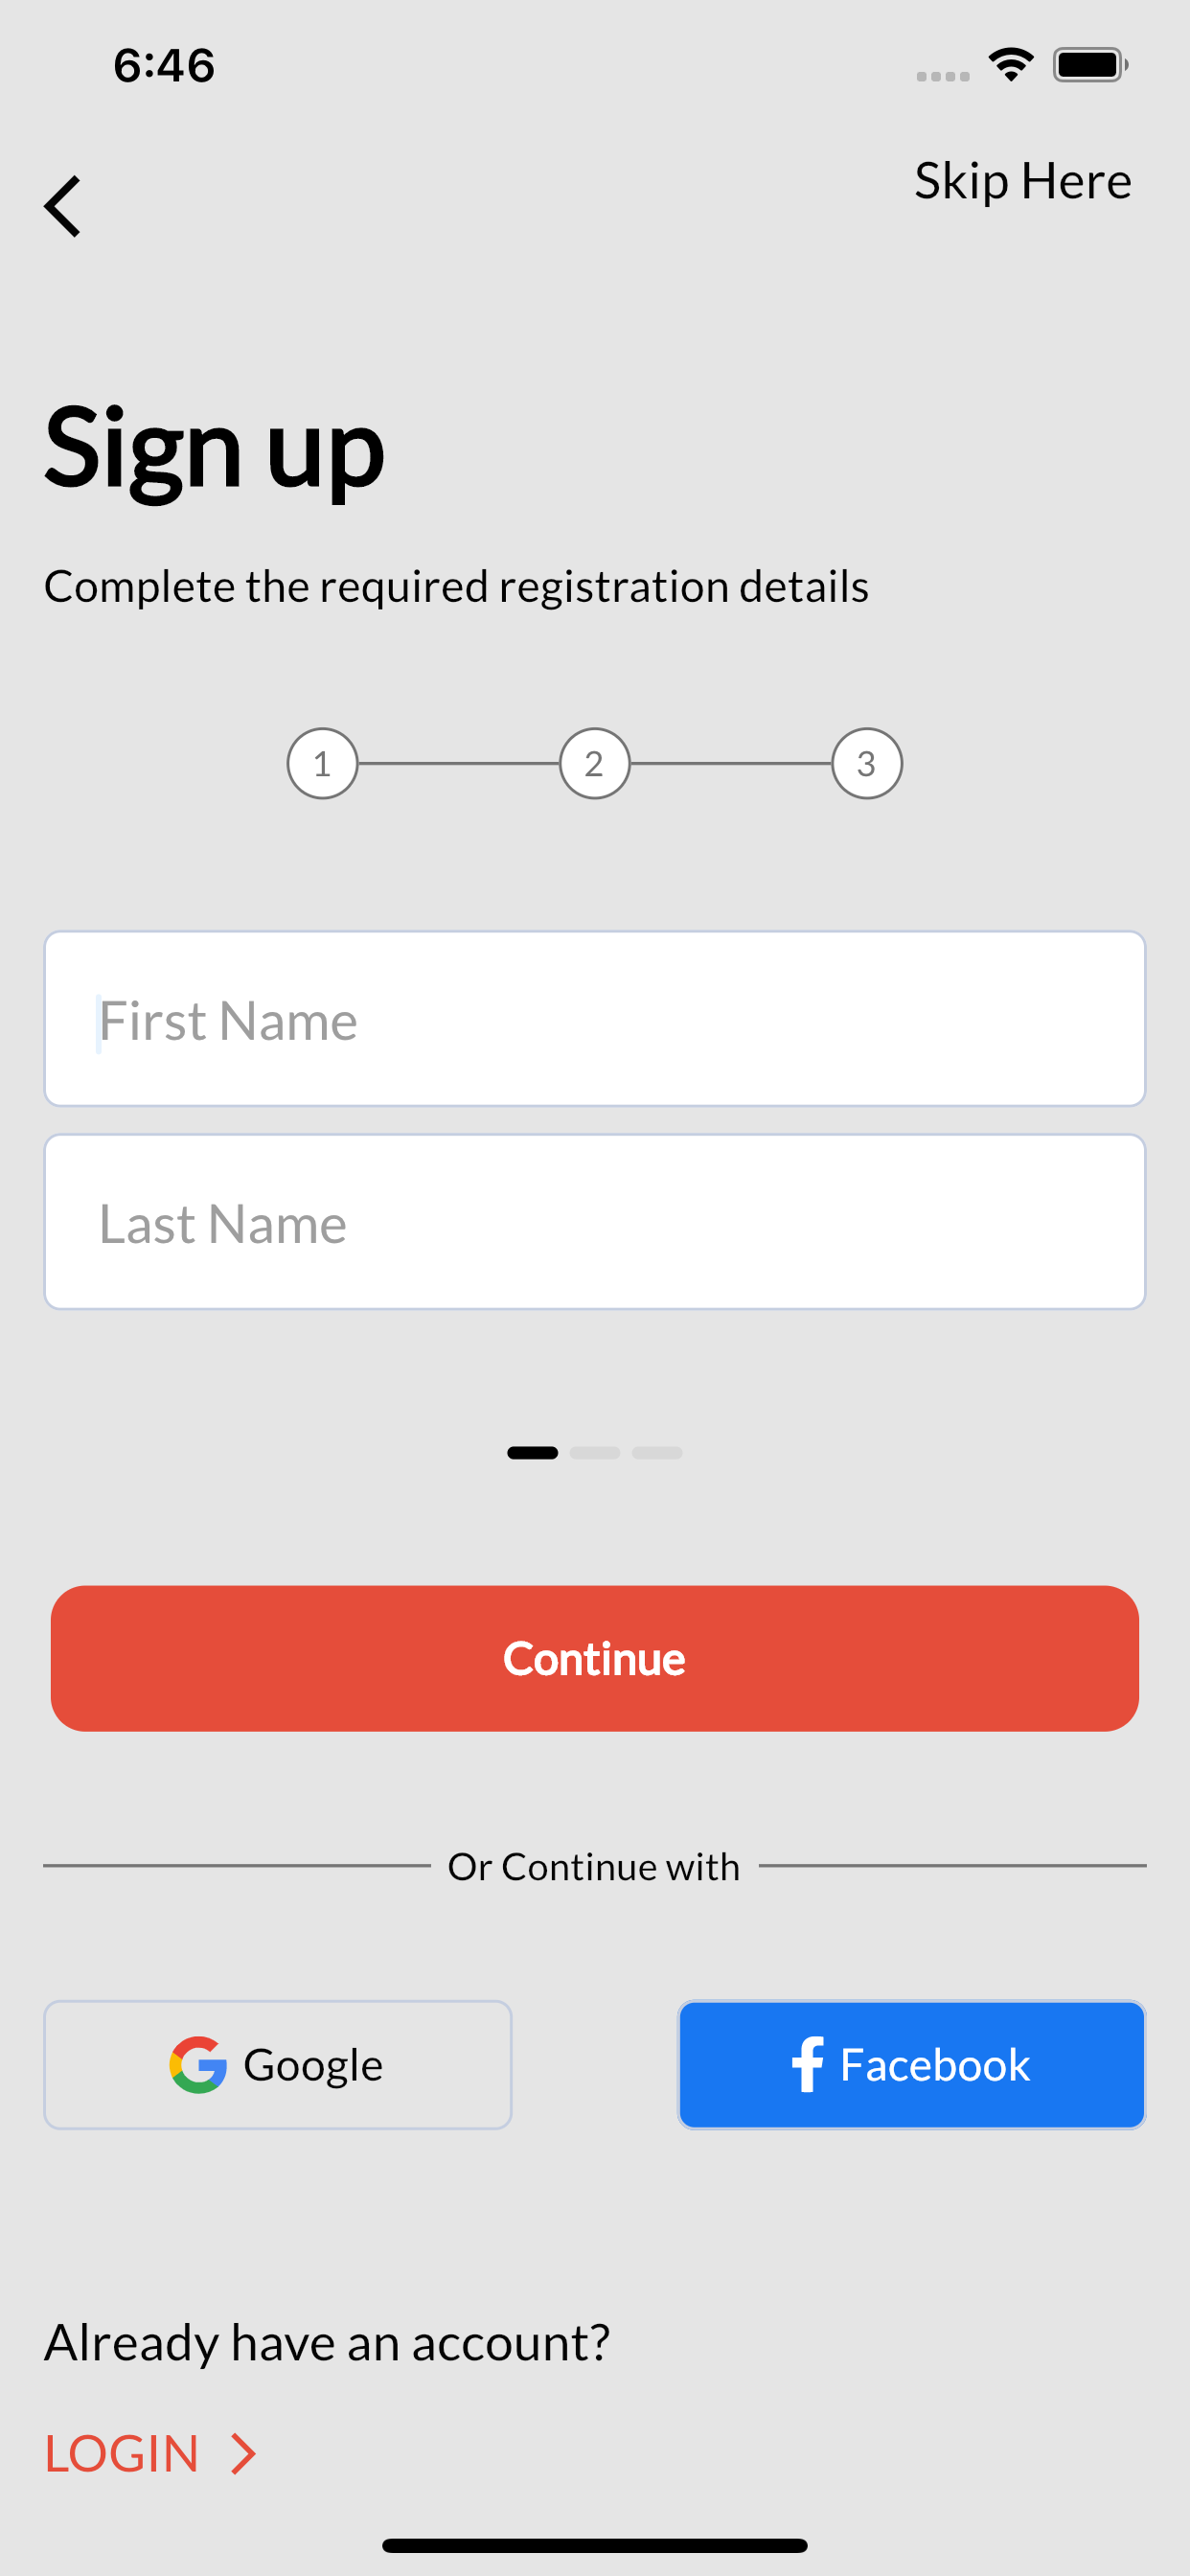 6:46
Skip Here
Sign up
Complete the required registration details
1 2 3
First Name
Last Name
Continue
Or Continue with
Google Facebook
Already have an account?
LOGIN